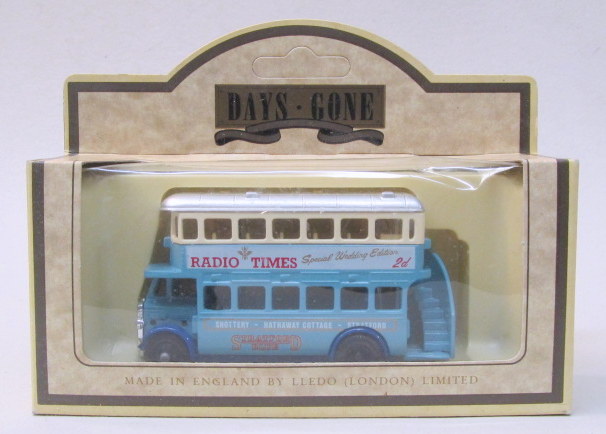 DAYS · GONE
RADIO TIMES Special Wedding Edition 2d
SHOTTERY · HATHAWAY COTTAGE · STRATFORD
MADE IN ENGLAND BY LLEDO (LONDON) LIMITED